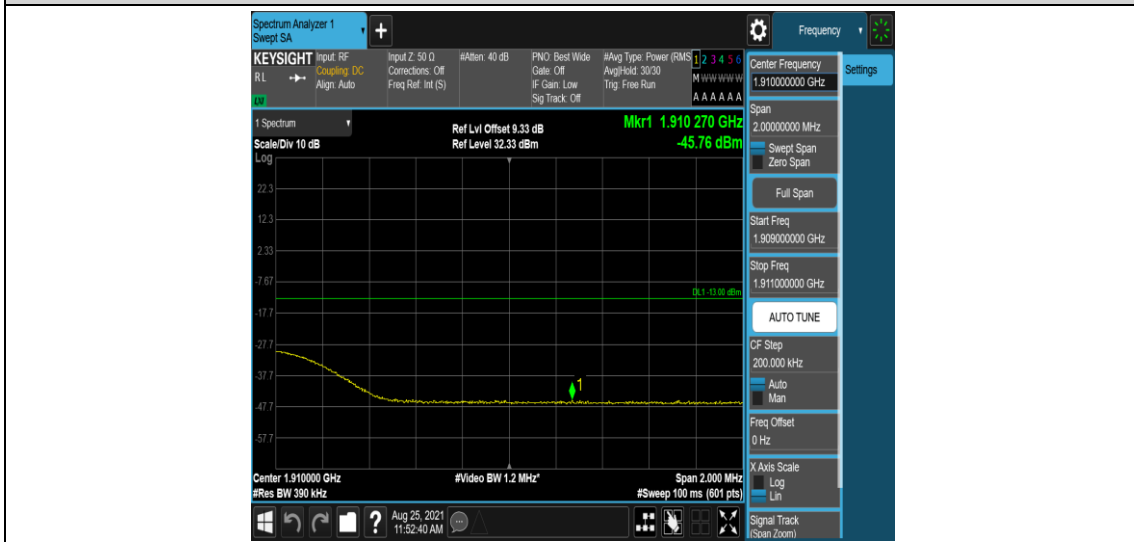 Spectrum Analyzer 1
Swept SA
+
Frequency
KEYSIGHT
RL
LXI
Input: RF
Coupling: DC
Align: Auto
Input Z: 50 Ω
Corrections: Off
Freq Ref: Int (S)
#Atten: 40 dB
PNO: Best Wide
Gate: Off
IF Gain: Low
Sig Track: Off
#Avg Type: Power (RMS
Avg|Hold: 30/30
Trig: Free Run
1 2 3 4 5 6
M W W W W W
A A A A A A
Center Frequency
1.910000000 GHz
Settings
Span
2.00000000 MHz
Swept Span
Zero Span
Full Span
Start Freq
1.909000000 GHz
Stop Freq
1.911000000 GHz
AUTO TUNE
CF Step
200.000 kHz
Auto
Man
Freq Offset
0 Hz
X Axis Scale
Log
Lin
Signal Track
(Span Zoom)
1 Spectrum
Scale/Div 10 dB
Ref Lvl Offset 9.33 dB
Ref Level 32.33 dBm
Mkr1 1.910 270 GHz
-45.76 dBm
Log
22.3
12.3
2.33
-7.67
DL1 -13.00 dBm
-17.7
-27.7
-37.7
1
-47.7
-57.7
Center 1.910000 GHz
#Res BW 390 kHz
#Video BW 1.2 MHz*
Span 2.000 MHz
#Sweep 100 ms (601 pts)
?
Aug 25, 2021
11:52:40 AM